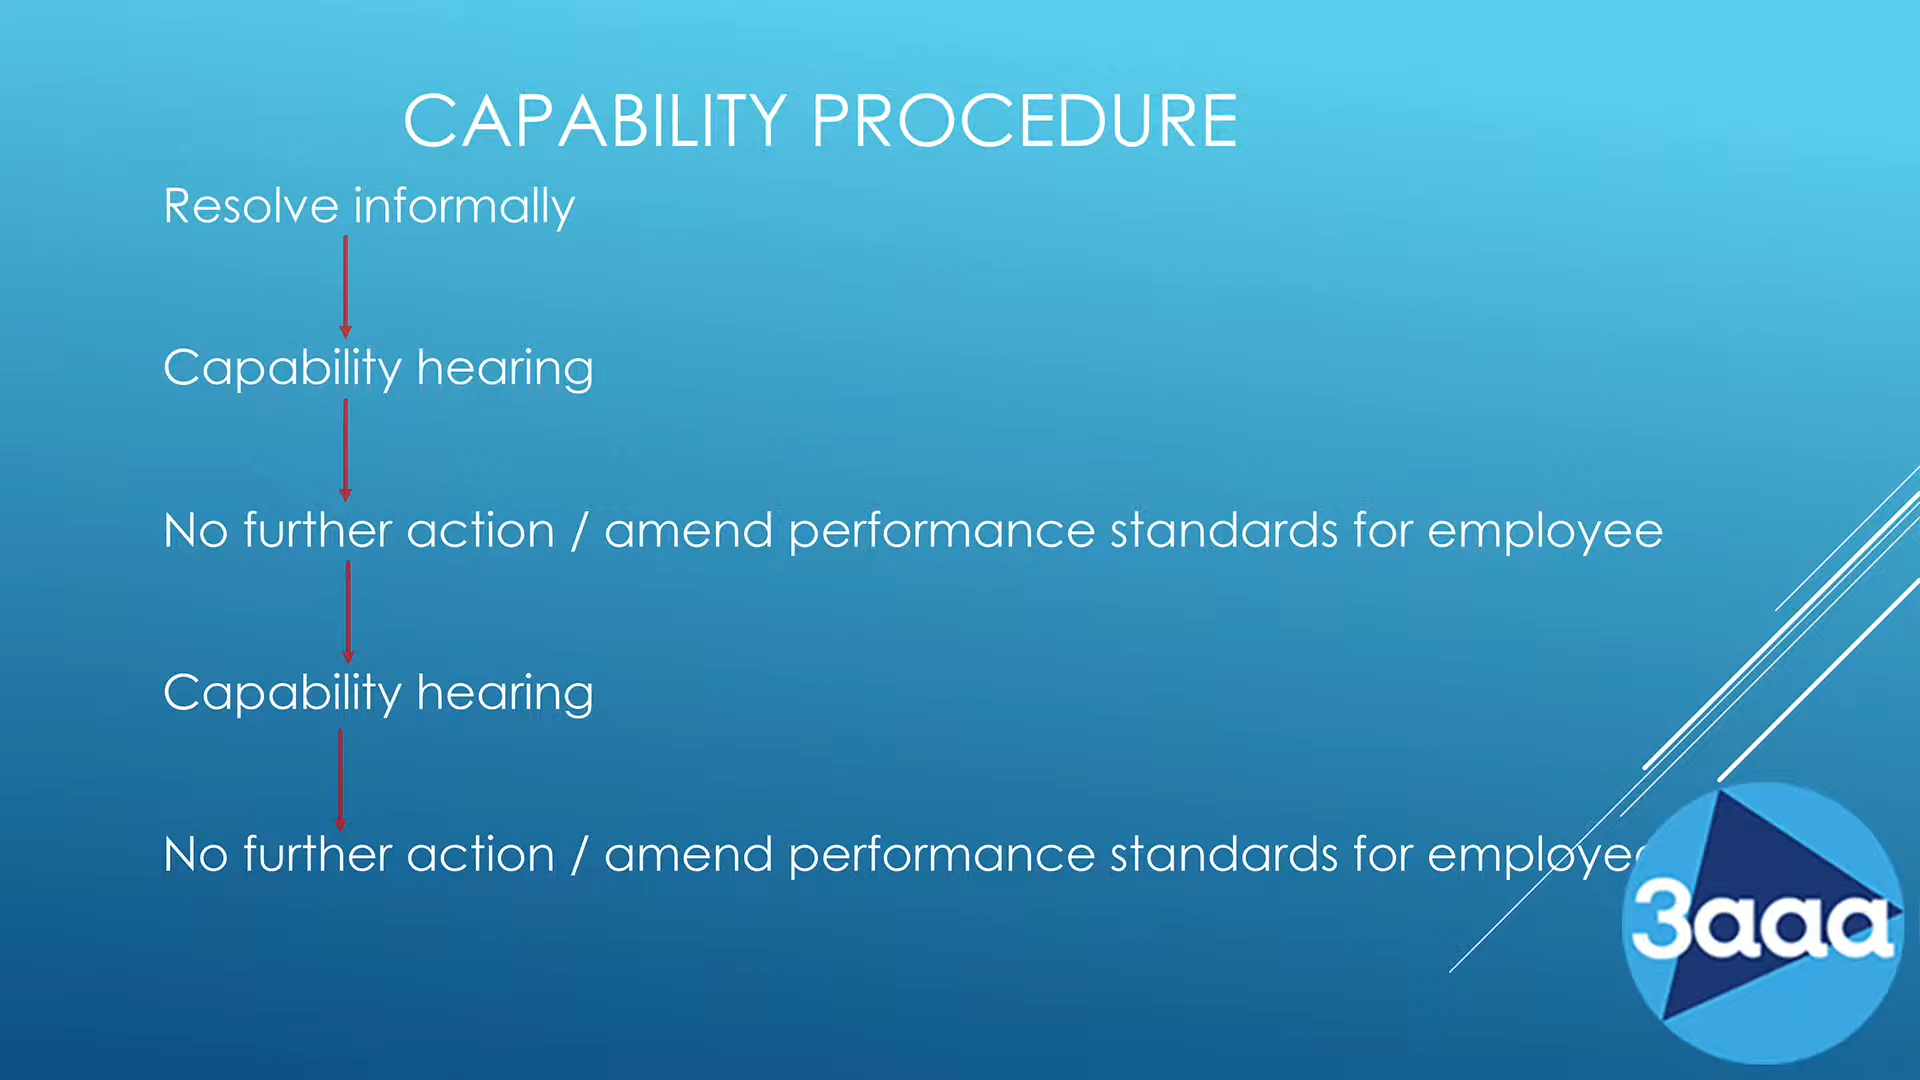 CAPABILITY PROCEDURE
Resolve informally
Capability hearing
No further action / amend performance standards for employee
Capability hearing
No further action / amend performance standards for employee
3aaa